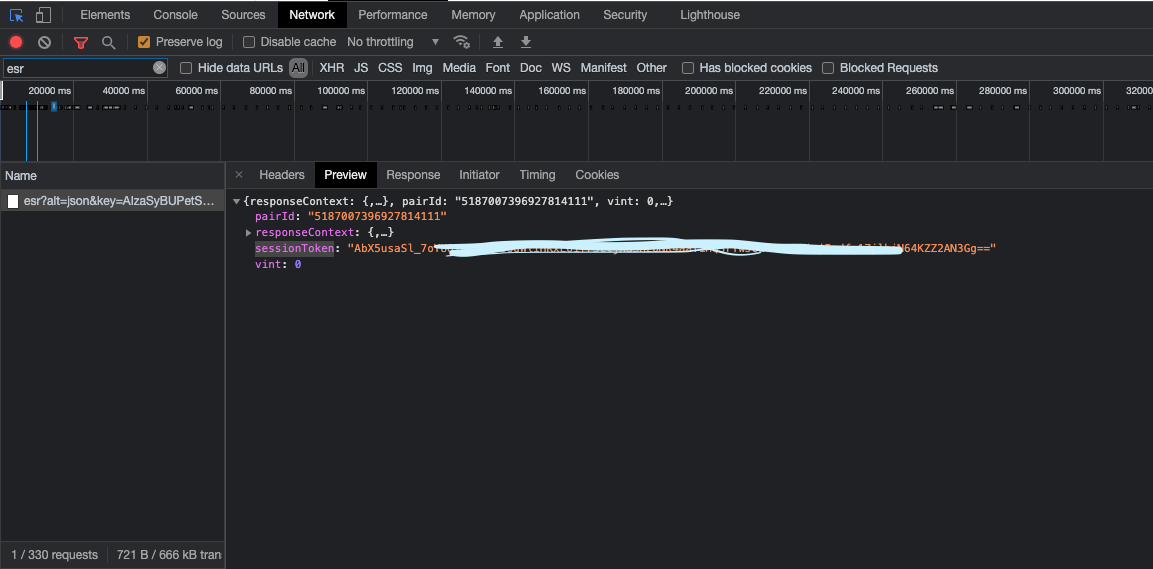 Elements Console Sources Network Performance Memory Application Security Lighthouse
Preserve log Disable cache No throttling
esr Hide data URLs All XHR JS CSS Img Media Font Doc WS Manifest Other Has blocked cookies Blocked Requests
20000 ms 40000 ms 60000 ms 80000 ms 100000 ms 120000 ms 140000 ms 160000 ms 180000 ms 200000 ms 220000 ms 240000 ms 260000 ms 280000 ms 300000 ms 32000
Name × Headers Preview Response Initiator Timing Cookies
esr?alt=json&key=AIzaSyBUPetS...
{responseContext: {,…}, pairId: "5187007396927814111", vint: 0,…}
pairId: "5187007396927814111"
responseContext: {,…}
sessionToken: "AbX5usaSl_7o N64KZZ2AN3Gg=="
vint: 0
1 / 330 requests 721 B / 666 kB tran